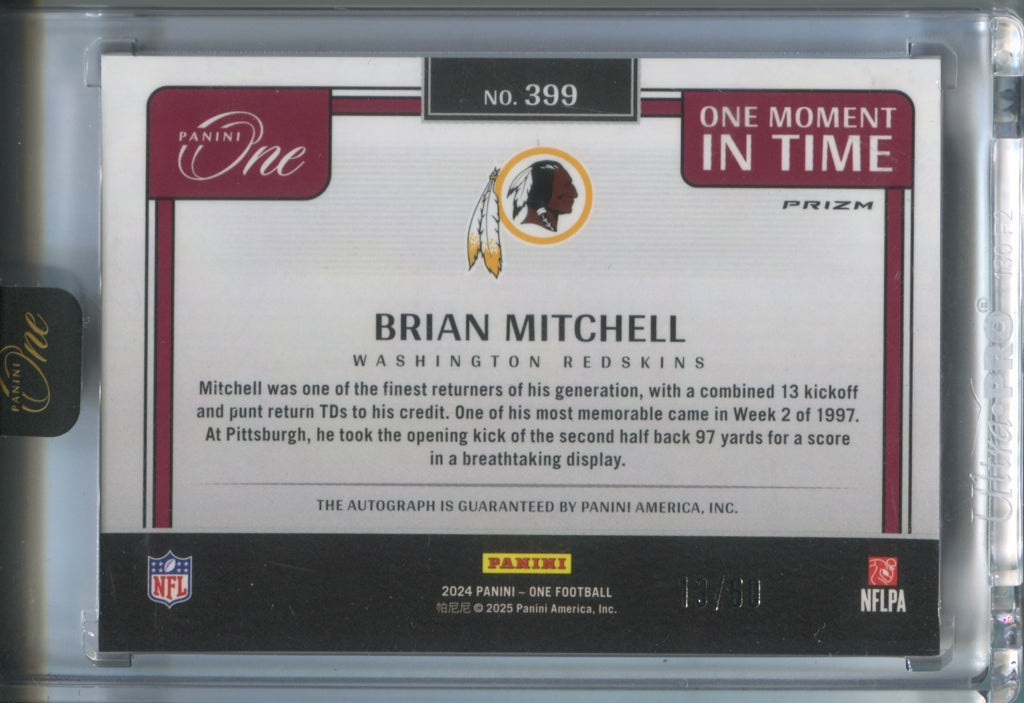 NO. 399
PANINI
One
ONE MOMENT
IN TIME
PRIZM
BRIAN MITCHELL
WASHINGTON REDSKINS
Mitchell was one of the finest returners of his generation, with a combined 13 kickoff
and punt return TDs to his credit. One of his most memorable came in Week 2 of 1997.
At Pittsburgh, he took the opening kick of the second half back 97 yards for a score
in a breathtaking display.
THE AUTOGRAPH IS GUARANTEED BY PANINI AMERICA, INC.
NFL
PANINI
2024 PANINI – ONE FOOTBALL
帕尼尼 © 2025 Panini America, Inc.
NFLPA
PANINI One
Ultra PRO®